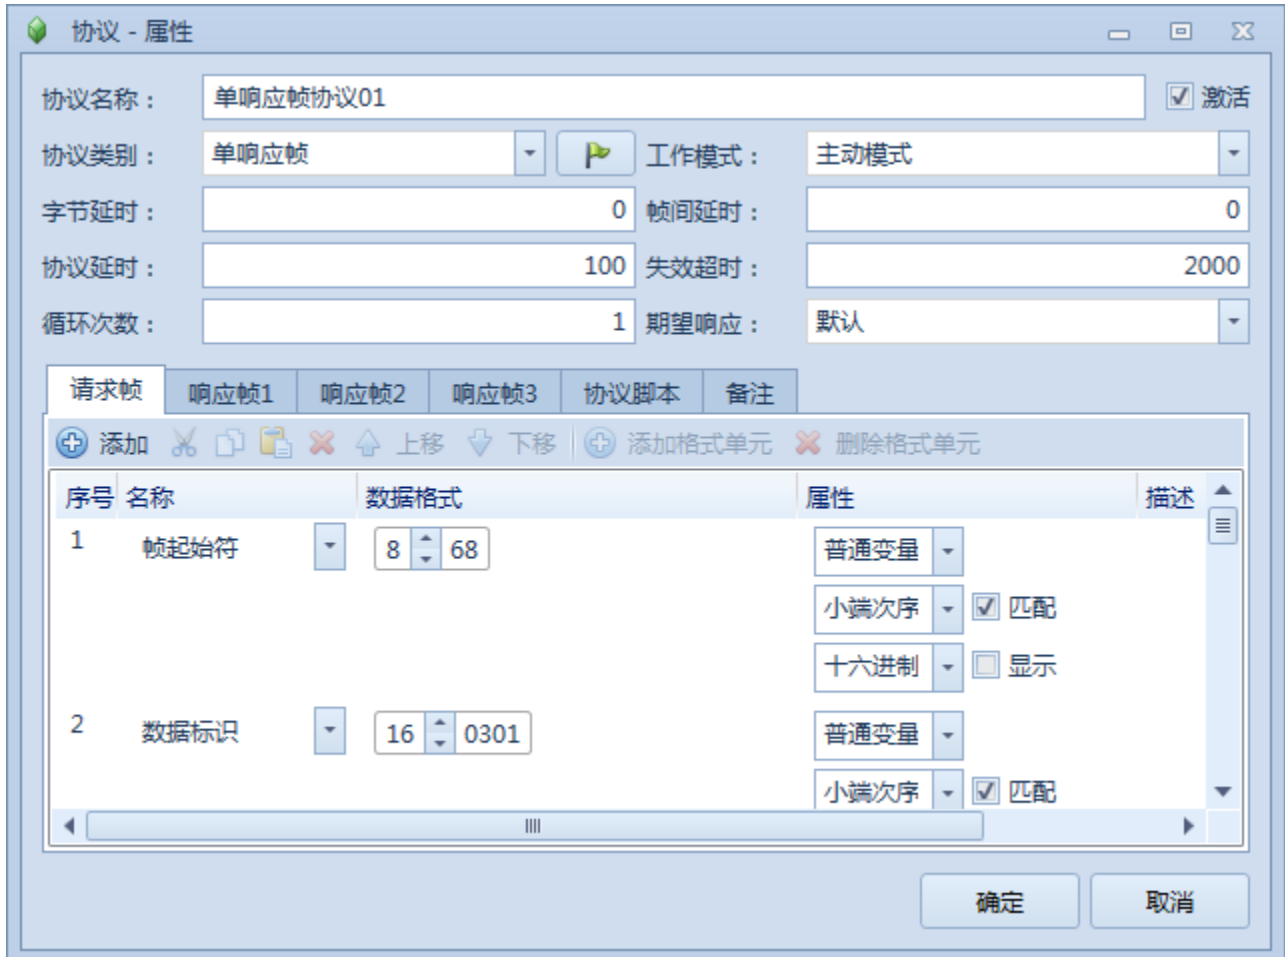 协议 - 属性
协议名称： 单响应帧协议01 激活
协议类别： 单响应帧 工作模式： 主动模式
字节延时： 0 帧间延时： 0
协议延时： 100 失效超时： 2000
循环次数： 1 期望响应： 默认
请求帧 响应帧1 响应帧2 响应帧3 协议脚本 备注
添加 上移 下移 添加格式单元 删除格式单元
序号 名称 数据格式 属性 描述
1 帧起始符 8 68 普通变量
小端次序 匹配
十六进制 显示
2 数据标识 16 0301 普通变量
小端次序 匹配
确定 取消